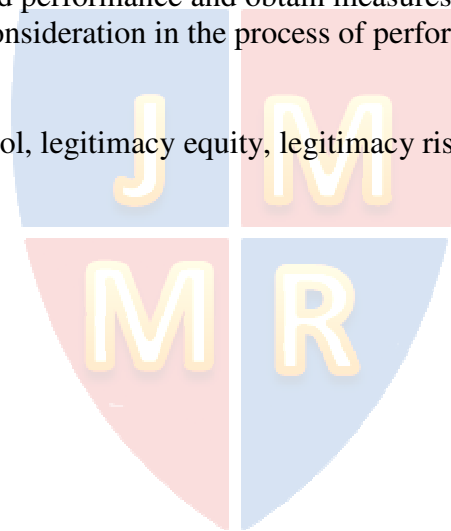 d performance and obtain measures
onsideration in the process of perfor
J M
ol, legitimacy equity, legitimacy ris
M R